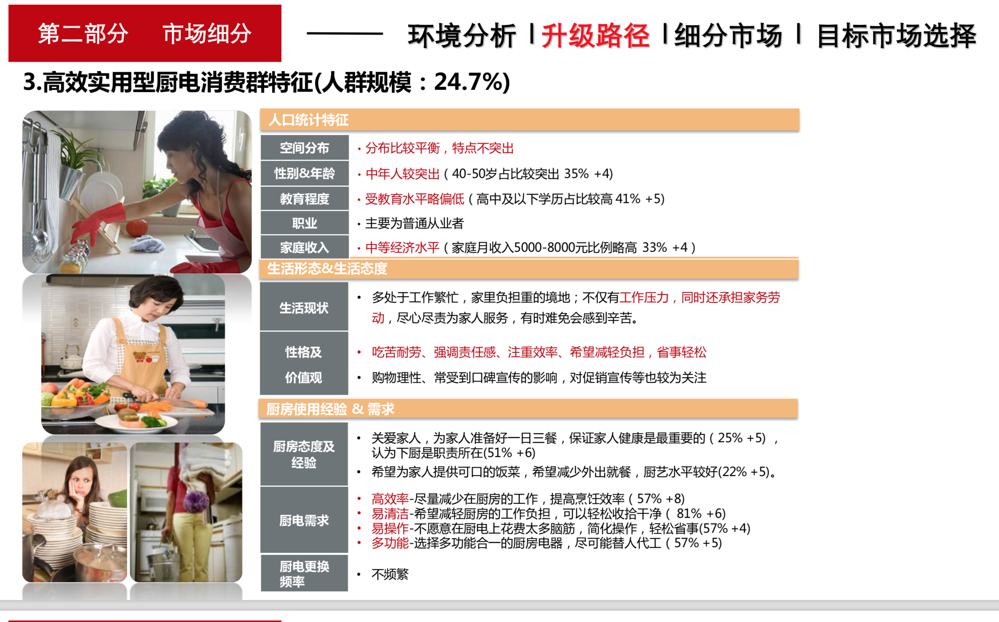 第二部分 市场细分
环境分析 | 升级路径 | 细分市场 | 目标市场选择
3.高效实用型厨电消费群特征(人群规模：24.7%)
人口统计特征
空间分布
· 分布比较平衡，特点不突出
性别&年龄
· 中年人较突出（40-50岁占比较突出 35% +4)
教育程度
· 受教育水平略偏低（高中及以下学历占比较高 41% +5)
职业
· 主要为普通从业者
家庭收入
· 中等经济水平（家庭月收入5000-8000元比例略高 33% +4）
生活形态&生活态度
生活现状
• 多处于工作繁忙，家里负担重的境地；不仅有工作压力，同时还承担家务劳
动，尽心尽责为家人服务，有时难免会感到辛苦。
性格及
价值观
• 吃苦耐劳、强调责任感、注重效率、希望减轻负担，省事轻松
• 购物理性、常受到口碑宣传的影响，对促销宣传等也较为关注
厨房使用经验 & 需求
厨房态度及
经验
• 关爱家人，为家人准备好一日三餐，保证家人健康是最重要的（25% +5)，
认为下厨是职责所在(51% +6)
• 希望为家人提供可口的饭菜，希望减少外出就餐，厨艺水平较好(22% +5)。
厨电需求
• 高效率-尽量减少在厨房的工作，提高烹饪效率（57% +8)
• 易清洁-希望减轻厨房的工作负担，可以轻松收拾干净（ 81% +6)
• 易操作-不愿意在厨电上花费太多脑筋，简化操作，轻松省事(57% +4)
• 多功能-选择多功能合一的厨房电器，尽可能替人代工（57% +5)
厨电更换
频率
• 不频繁